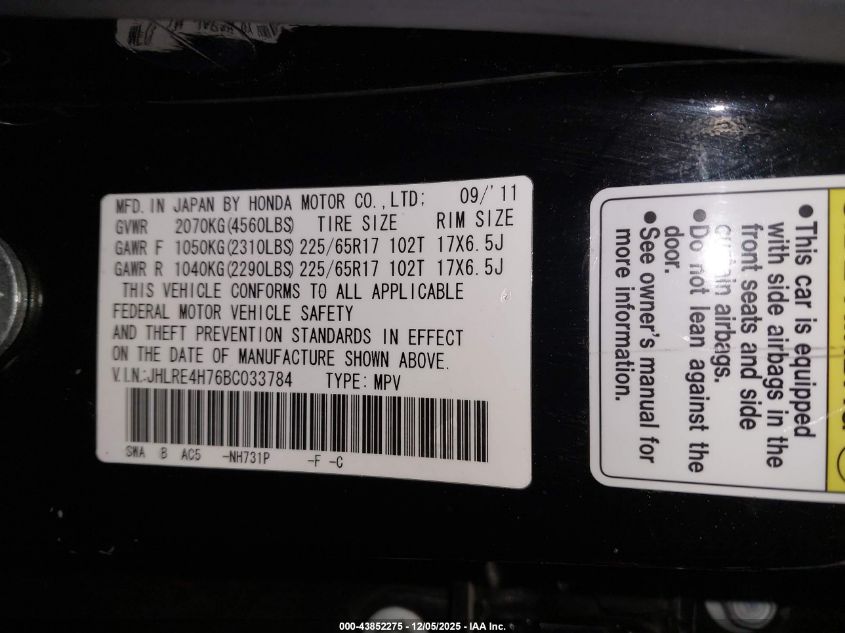 MFD. IN JAPAN BY HONDA MOTOR CO., LTD: 09/'11
GVWR 2070KG(4560LBS) TIRE SIZE RIM SIZE
GAWR F 1050KG(2310LBS) 225/65R17 102T 17X6.5J
GAWR R 1040KG(2290LBS) 225/65R17 102T 17X6.5J
THIS VEHICLE CONFORMS TO ALL APPLICABLE
FEDERAL MOTOR VEHICLE SAFETY
AND THEFT PREVENTION STANDARDS IN EFFECT
ON THE DATE OF MANUFACTURE SHOWN ABOVE.
V.I.N.:JHLRE4H76BC033784 TYPE: MPV
SWA B AC5 -NH731P -F -C
●This car is equipped
with side airbags in the
front seats and side
curtain airbags.
●Do not lean against the
door.
●See owner's manual for
more information.
000-43852275 - 12/05/2025 - IAA Inc.